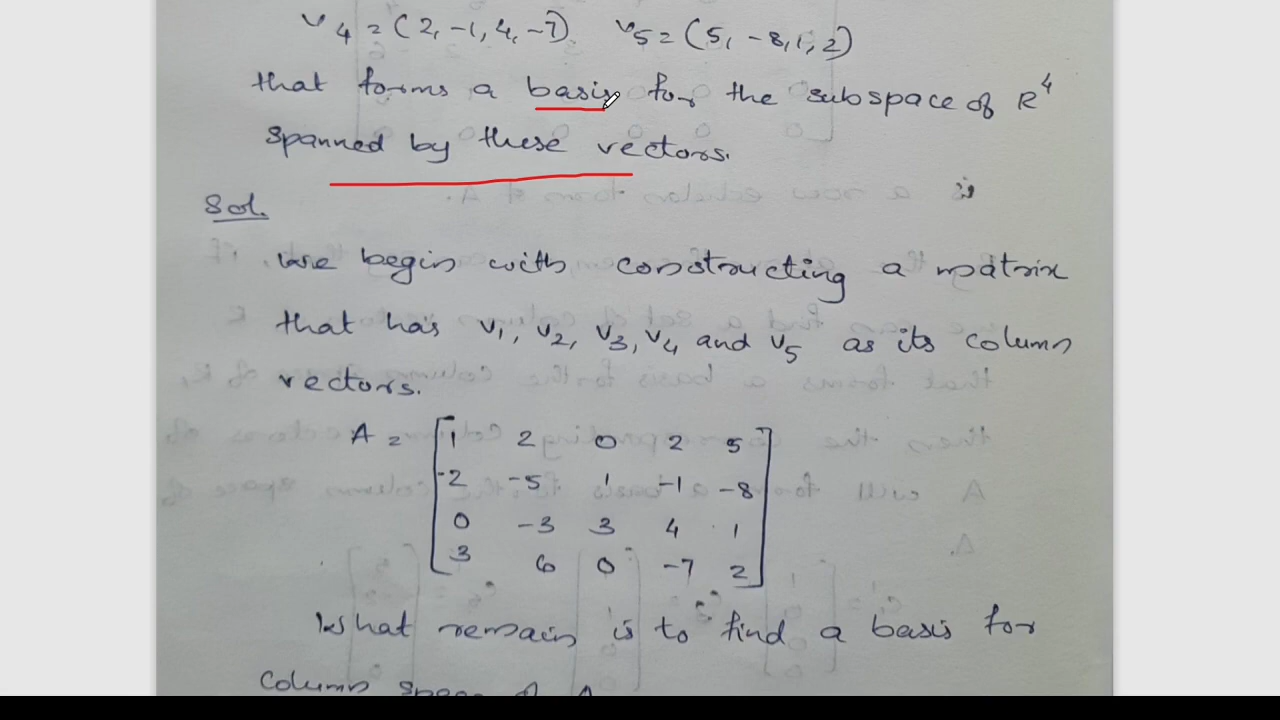 v4 = (2, -1, 4, -7) v5 = (5, -8, 1, 2)
that forms a basis for the subspace of R⁴
spanned by these vectors.
Sol.
We begin with constructing a matrix
that has v1, v2, v3, v4 and v5 as its column
vectors.
A = [1 2 0 2 5
-2 -5 1 -1 -8
0 -3 3 4 1
3 6 0 -7 2]
What remain is to find a basis for
column space of A